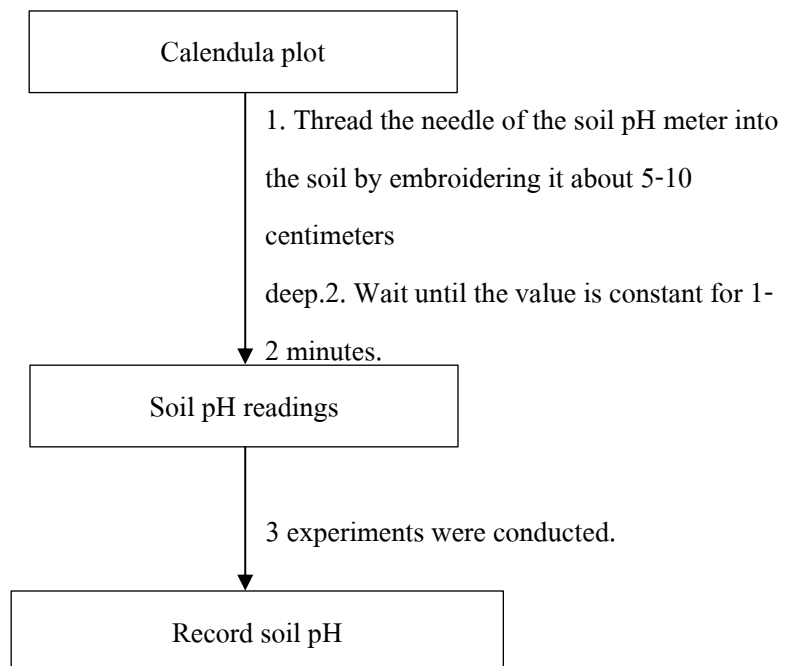 Calendula plot
1. Thread the needle of the soil pH meter into
the soil by embroidering it about 5-10
centimeters
deep.2. Wait until the value is constant for 1-
2 minutes.
Soil pH readings
3 experiments were conducted.
Record soil pH